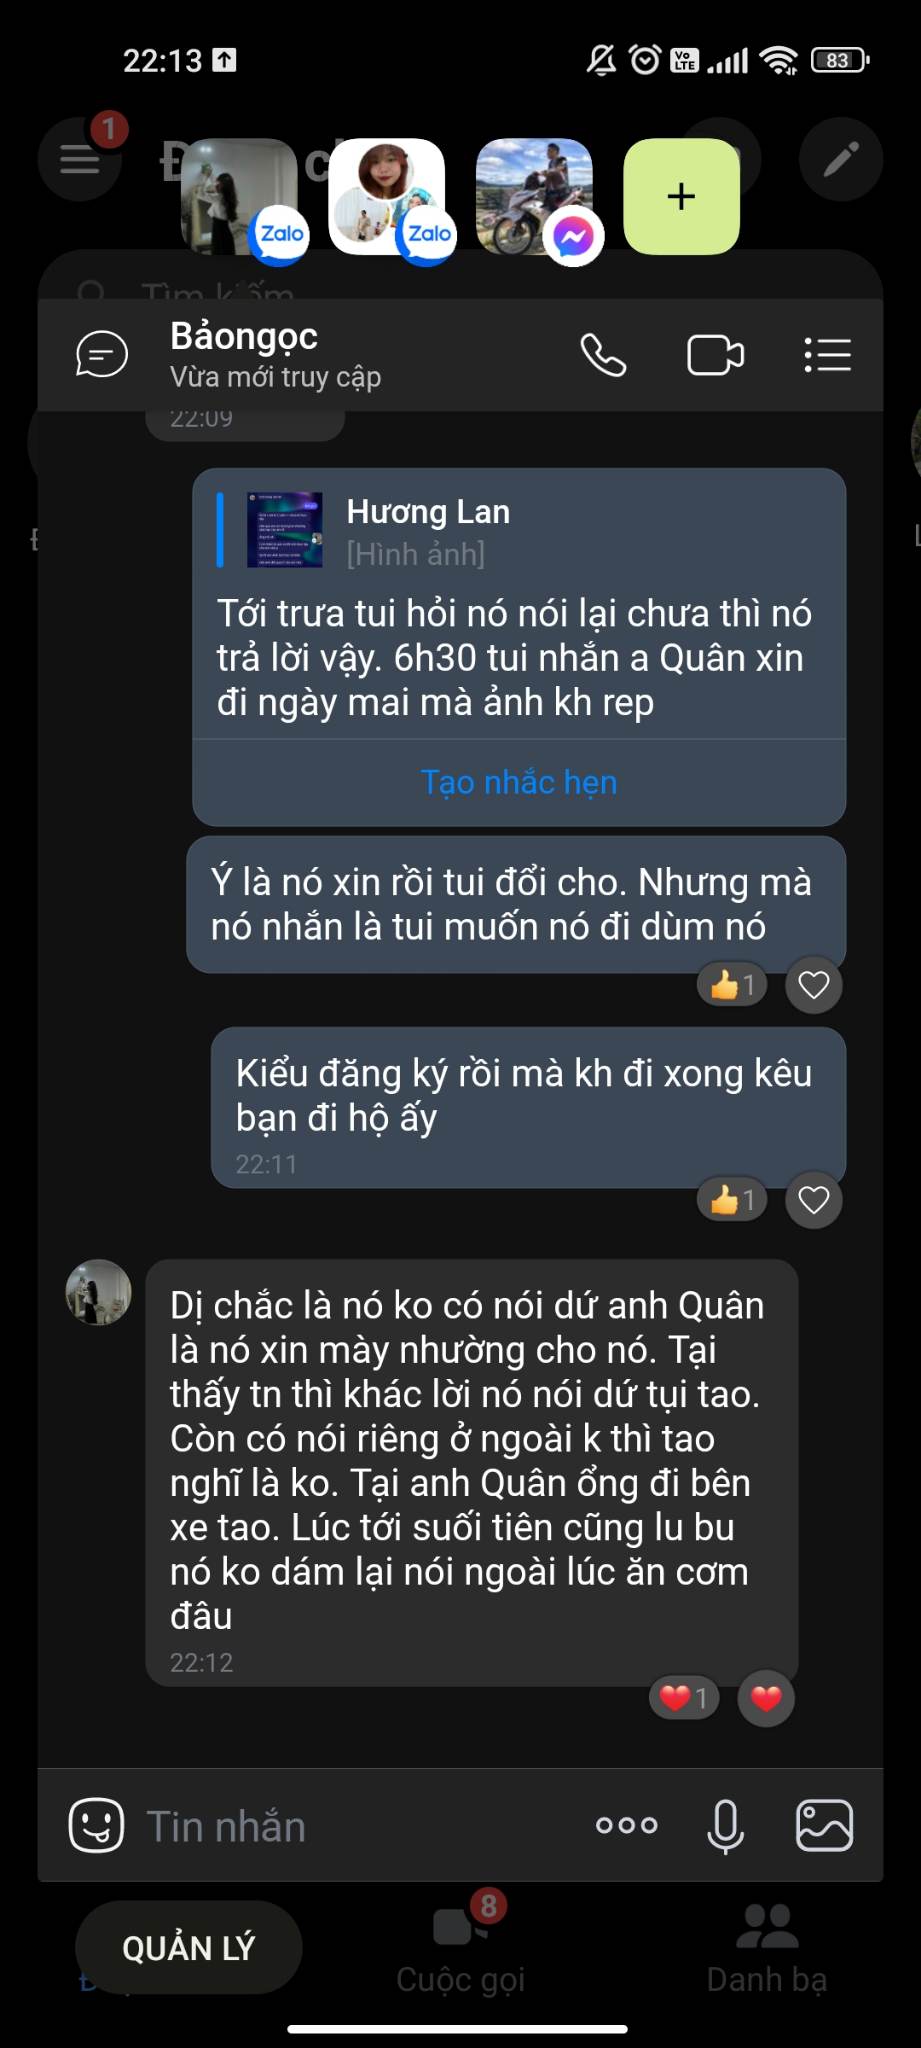 22:13
Vo
LTE
83
1
Zalo
Zalo
+
Tìm kiếm
Bảongọc
Vừa mới truy cập
22:09
Hương Lan
[Hình ảnh]
Tới trưa tui hỏi nó nói lại chưa thì nó
trả lời vậy. 6h30 tui nhắn a Quân xin
đi ngày mai mà ảnh kh rep
Tạo nhắc hẹn
Ý là nó xin rồi tui đổi cho. Nhưng mà
nó nhắn là tui muốn nó đi dùm nó
1
Kiểu đăng ký rồi mà kh đi xong kêu
bạn đi hộ ấy
22:11
1
Dị chắc là nó ko có nói dứ anh Quân
là nó xin mày nhường cho nó. Tại
thấy tn thì khác lời nó nói dứ tụi tao.
Còn có nói riêng ở ngoài k thì tao
nghĩ là ko. Tại anh Quân ổng đi bên
xe tao. Lúc tới suối tiên cũng lu bu
nó ko dám lại nói ngoài lúc ăn cơm
đâu
22:12
1
Tin nhắn
QUẢN LÝ
8
Cuộc gọi
Danh bạ